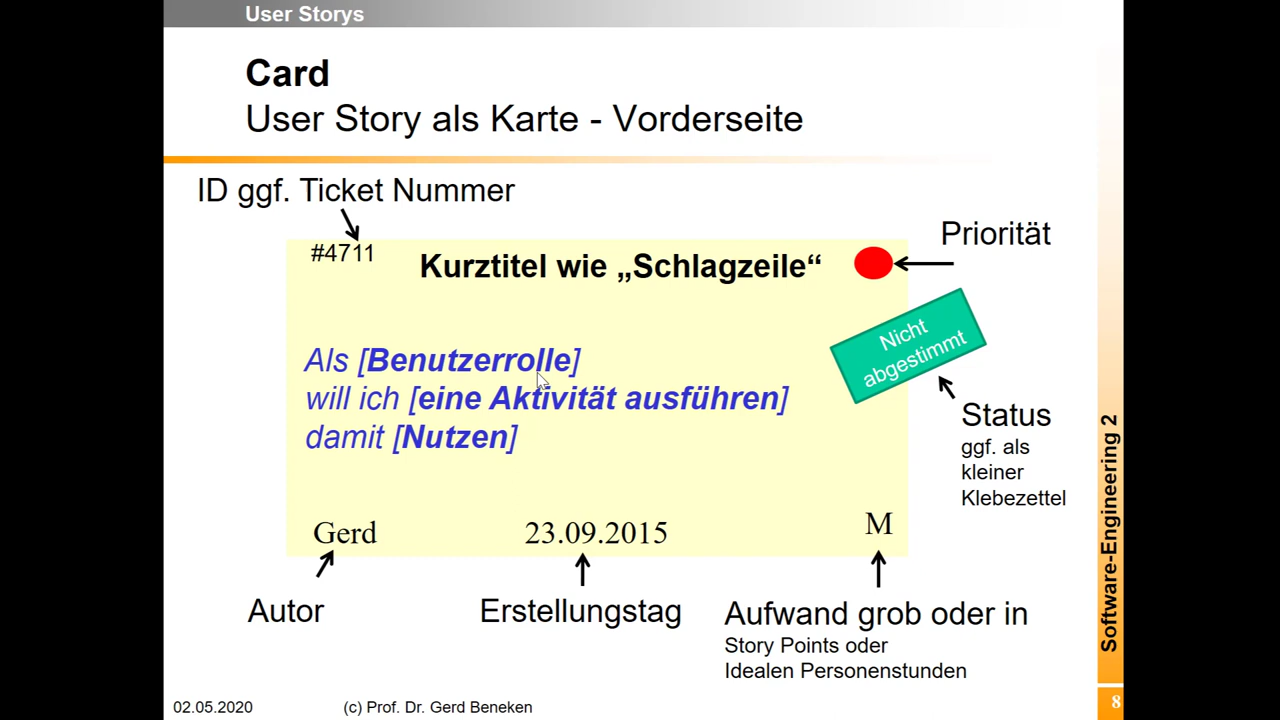 User Storys
Card
User Story als Karte - Vorderseite
ID ggf. Ticket Nummer
Priorität
#4711
Kurztitel wie „Schlagzeile“
Nicht
abgestimmt
Als [Benutzerrolle]
will ich [eine Aktivität ausführen]
damit [Nutzen]
Status
ggf. als
kleiner
Klebezettel
Gerd
23.09.2015
M
Autor
Erstellungstag
Aufwand grob oder in
Story Points oder
Idealen Personenstunden
Software-Engineering 2
02.05.2020
(c) Prof. Dr. Gerd Beneken
8